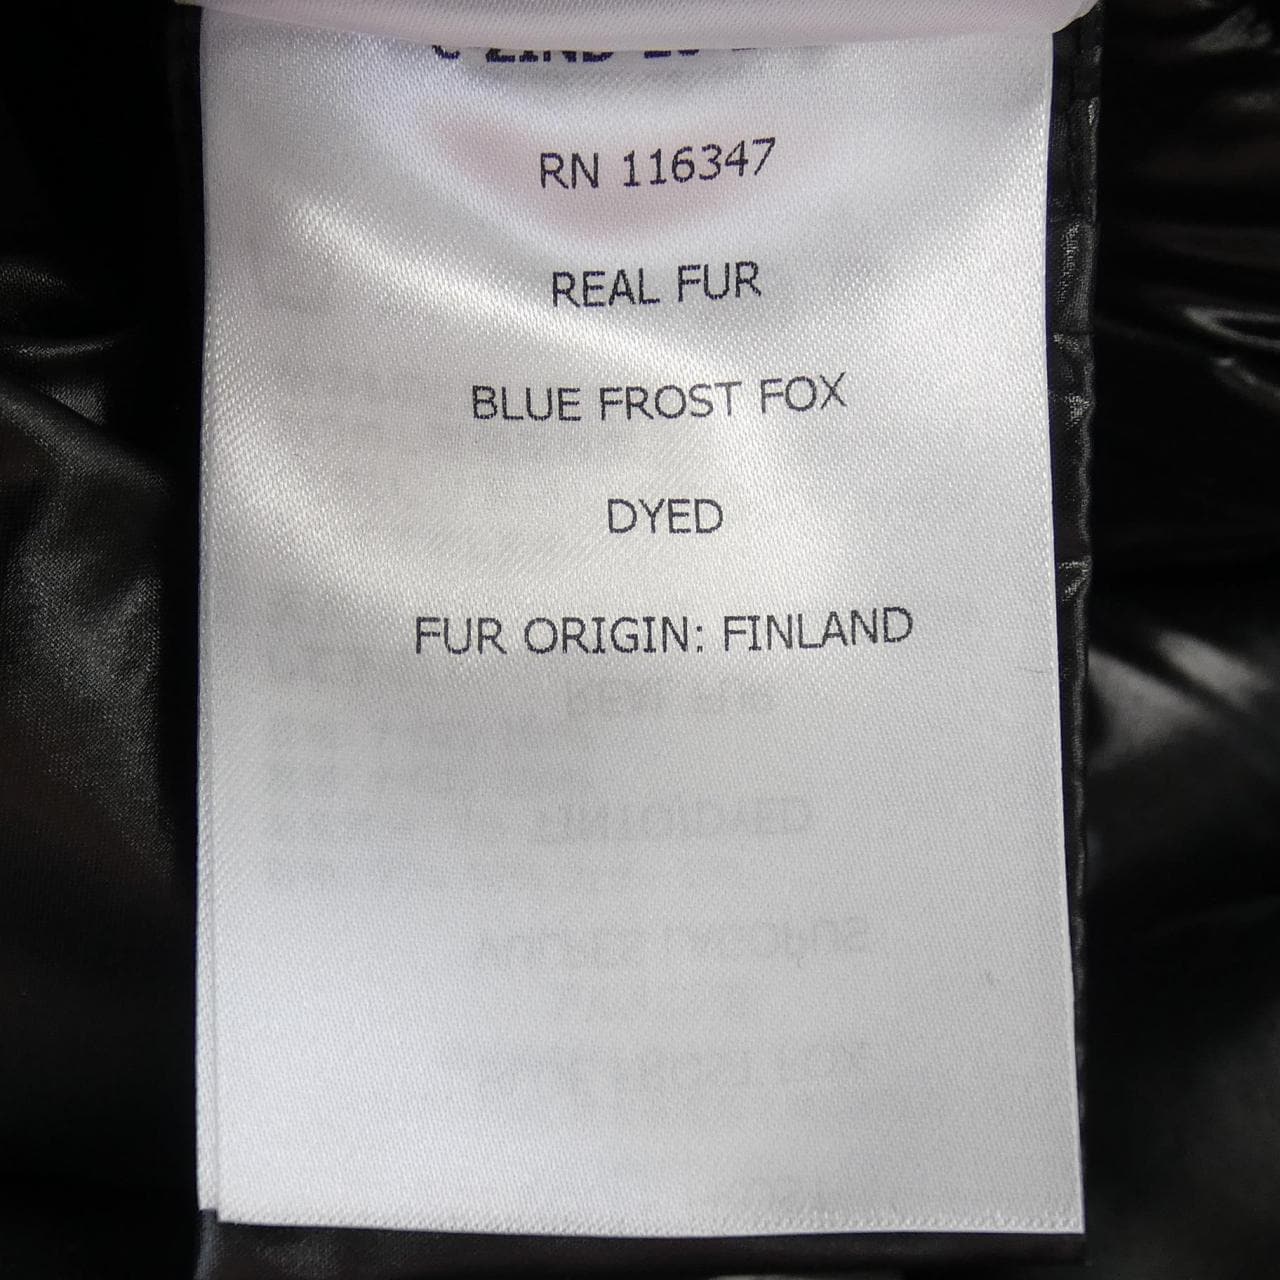 RN 116347
REAL FUR
BLUE FROST FOX
DYED
FUR ORIGIN: FINLAND